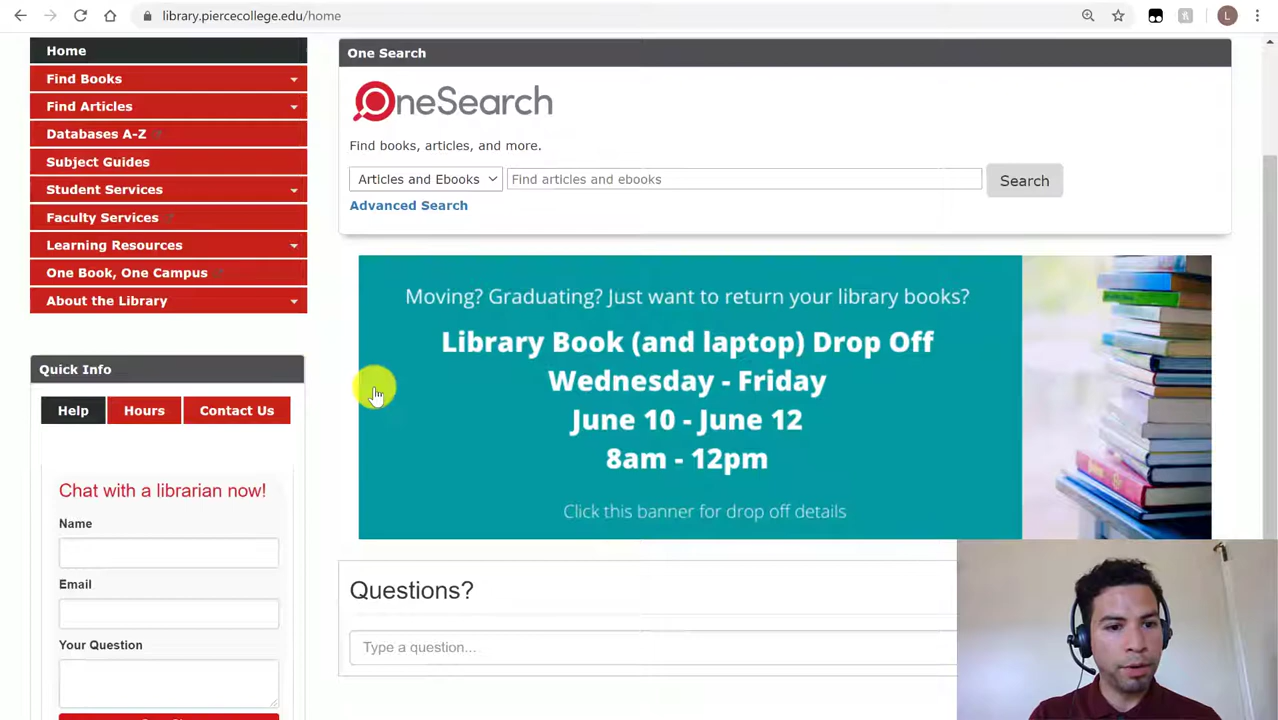 library.piercecollege.edu/home
L
Home
Find Books
Find Articles
Databases A-Z
Subject Guides
Student Services
Faculty Services
Learning Resources
One Book, One Campus
About the Library
Quick Info
Help Hours Contact Us
Chat with a librarian now!
Name
Email
Your Question
One Search
OneSearch
Find books, articles, and more.
Articles and Ebooks Find articles and ebooks Search
Advanced Search
Moving? Graduating? Just want to return your library books?
Library Book (and laptop) Drop Off
Wednesday - Friday
June 10 - June 12
8am - 12pm
Click this banner for drop off details
Questions?
Type a question...